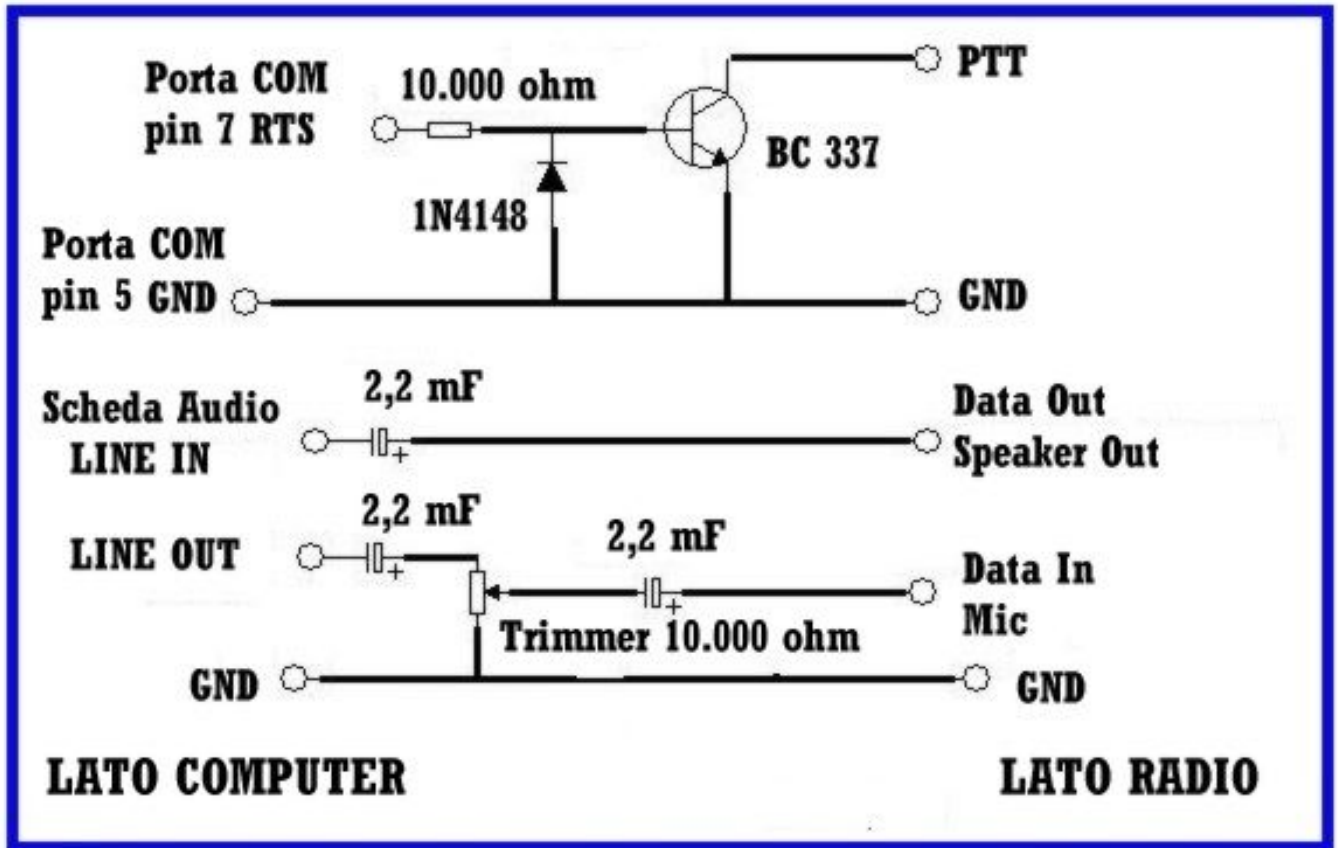 Porta COM
pin 7 RTS
10.000 ohm
PTT
BC 337
1N4148
Porta COM
pin 5 GND
GND
Scheda Audio
LINE IN
2,2 mF
+
Data Out
Speaker Out
LINE OUT
2,2 mF
+
2,2 mF
+
Data In
Mic
Trimmer 10.000 ohm
GND
GND
LATO COMPUTER
LATO RADIO